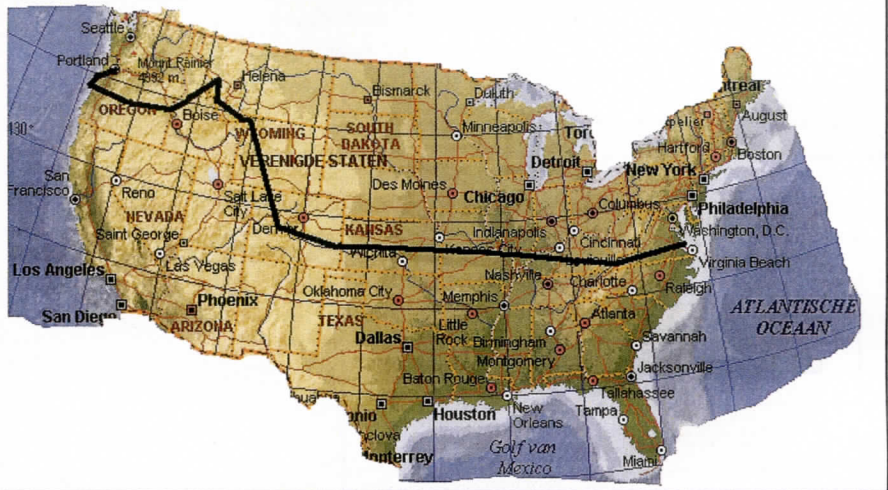 Seattle
Portland
Mount Rainier
Helena
Bismarck
Duluth
Minneapolis
OREGON
Boise
WYOMING
SOUTH
DAKOTA
VERENIGDE STATEN
130°
August
Hartford
Boston
Detroit
New York
San
Francisco
Reno
Salt Lake
City
Des Moines
Chicago
Columbus
Philadelphia
NEVADA
Saint George
KANSAS
Indianapolis
Cincinnati
Washington, D.C.
Las Vegas
Wichita
Kansas City
Virginia Beach
Los Angeles
Nashville
Charlotte
Raleigh
Phoenix
Oklahoma City
Memphis
ATLANTISCHE
OCEAAN
San Diego
ARIZONA
TEXAS
Little
Rock
Atlanta
Dallas
Birmingham
Savannah
Montgomery
Jacksonville
Baton Rouge
Tallahassee
Houston
New
Orleans
Tampa
Golf van
Mexico
Miami